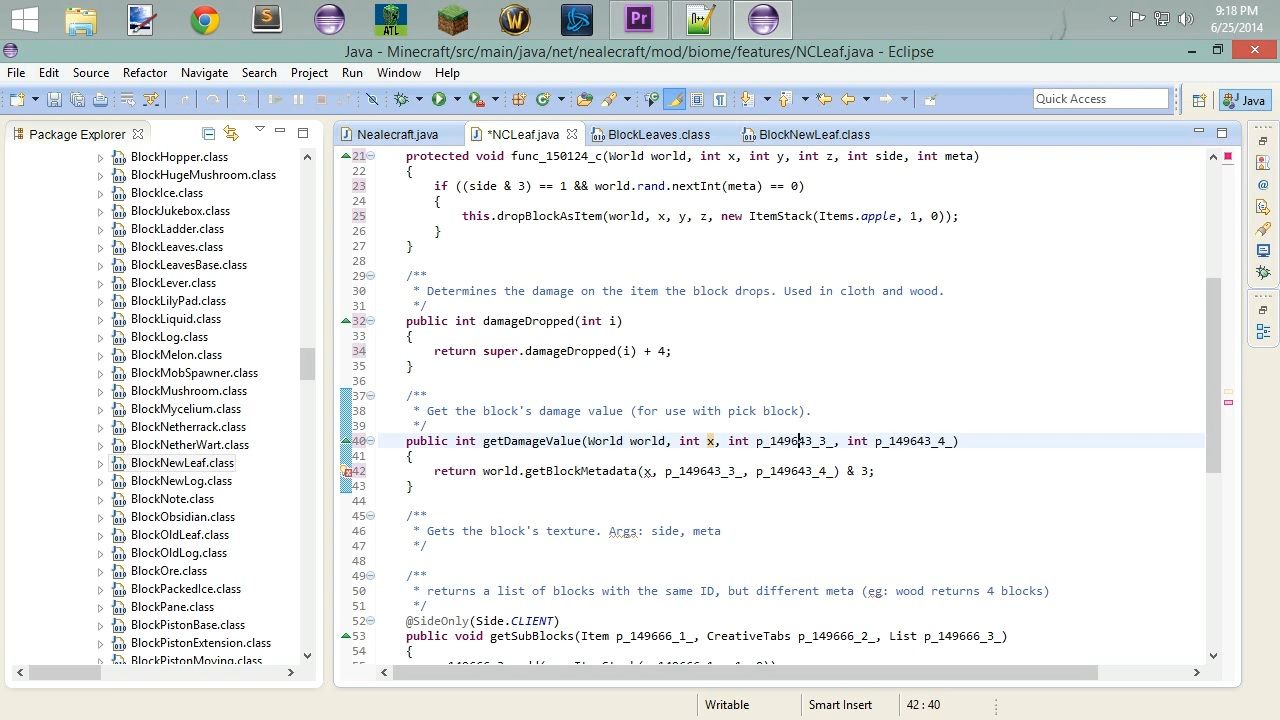 ATL
9:18 PM
6/25/2014
Java - Minecraft/src/main/java/net/nealecraft/mod/biome/features/NCLeaf.java - Eclipse
File Edit Source Refactor Navigate Search Project Run Window Help
Quick Access
Java
Package Explorer
Nealecraft.java *NCLeaf.java BlockLeaves.class BlockNewLeaf.class
BlockHopper.class
BlockHugeMushroom.class
BlockIce.class
BlockJukebox.class
BlockLadder.class
BlockLeaves.class
BlockLeavesBase.class
BlockLever.class
BlockLilyPad.class
BlockLiquid.class
BlockLog.class
BlockMelon.class
BlockMobSpawner.class
BlockMushroom.class
BlockMycelium.class
BlockNetherrack.class
BlockNetherWart.class
BlockNewLeaf.class
BlockNewLog.class
BlockNote.class
BlockObsidian.class
BlockOldLeaf.class
BlockOldLog.class
BlockOre.class
BlockPackedIce.class
BlockPane.class
BlockPistonBase.class
BlockPistonExtension.class
BlockPistonMoving.class
21 protected void func_150124_c(World world, int x, int y, int z, int side, int meta)
22 {
23 if ((side & 3) == 1 && world.rand.nextInt(meta) == 0)
24 {
25 this.dropBlockAsItem(world, x, y, z, new ItemStack(Items.apple, 1, 0));
26 }
27 }
28
29 /**
30 * Determines the damage on the item the block drops. Used in cloth and wood.
31 */
32 public int damageDropped(int i)
33 {
34 return super.damageDropped(i) + 4;
35 }
36
37 /**
38 * Get the block's damage value (for use with pick block).
39 */
40 public int getDamageValue(World world, int x, int p_149643_3_, int p_149643_4_)
41 {
42 return world.getBlockMetadata(x, p_149643_3_, p_149643_4_) & 3;
43 }
44
45 /**
46 * Gets the block's texture. Args: side, meta
47 */
48
49 /**
50 * returns a list of blocks with the same ID, but different meta (eg: wood returns 4 blocks)
51 */
52 @SideOnly(Side.CLIENT)
53 public void getSubBlocks(Item p_149666_1_, CreativeTabs p_149666_2_, List p_149666_3_)
54 {
Writable Smart Insert 42 : 40